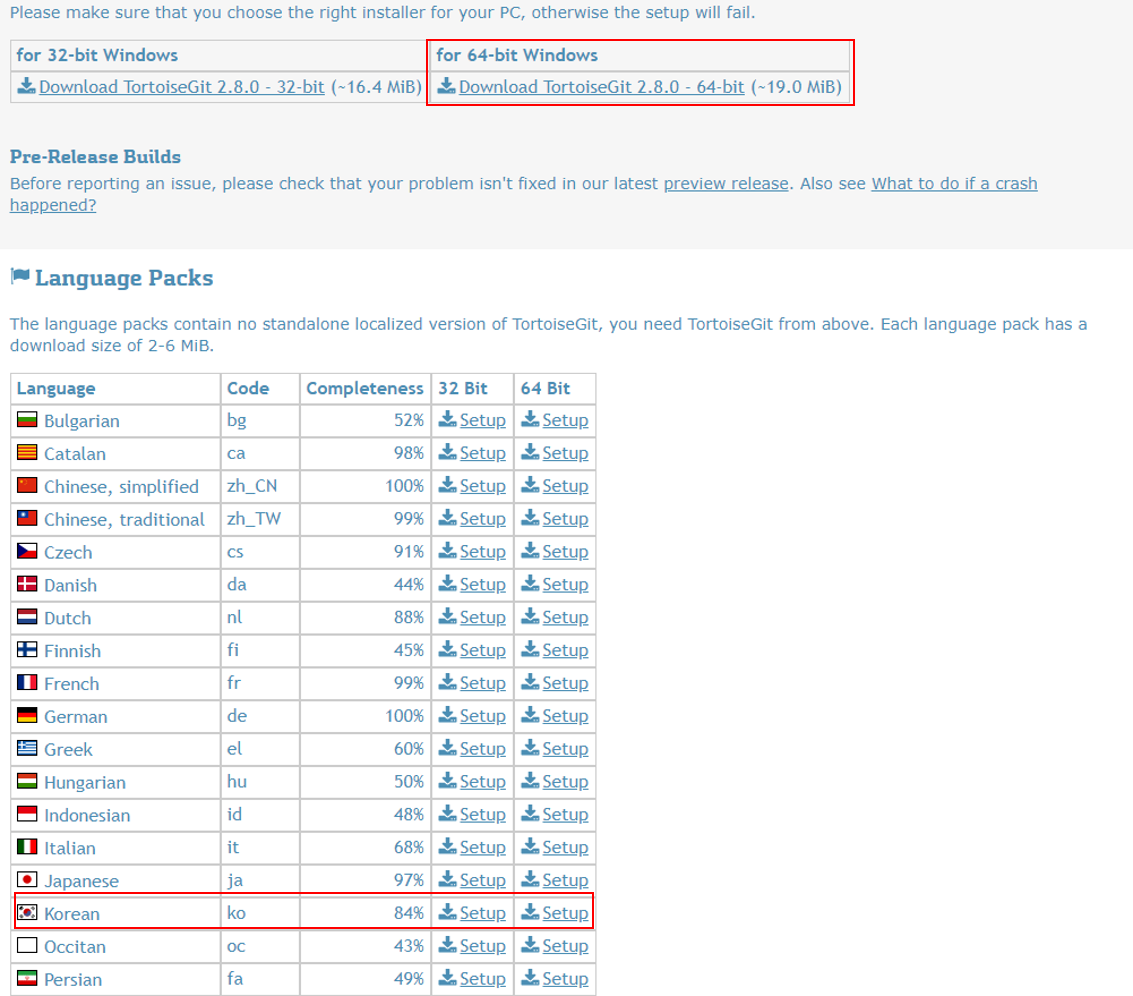 Please make sure that you choose the right installer for your PC, otherwise the setup will fail.
for 32-bit Windows for 64-bit Windows
Download TortoiseGit 2.8.0 - 32-bit (~16.4 MiB) Download TortoiseGit 2.8.0 - 64-bit (~19.0 MiB)
Pre-Release Builds
Before reporting an issue, please check that your problem isn't fixed in our latest preview release. Also see What to do if a crash
happened?
Language Packs
The language packs contain no standalone localized version of TortoiseGit, you need TortoiseGit from above. Each language pack has a
download size of 2-6 MiB.
Language Code Completeness 32 Bit 64 Bit
Bulgarian bg 52% Setup Setup
Catalan ca 98% Setup Setup
Chinese, simplified zh_CN 100% Setup Setup
Chinese, traditional zh_TW 99% Setup Setup
Czech cs 91% Setup Setup
Danish da 44% Setup Setup
Dutch nl 88% Setup Setup
Finnish fi 45% Setup Setup
French fr 99% Setup Setup
German de 100% Setup Setup
Greek el 60% Setup Setup
Hungarian hu 50% Setup Setup
Indonesian id 48% Setup Setup
Italian it 68% Setup Setup
Japanese ja 97% Setup Setup
Korean ko 84% Setup Setup
Occitan oc 43% Setup Setup
Persian fa 49% Setup Setup